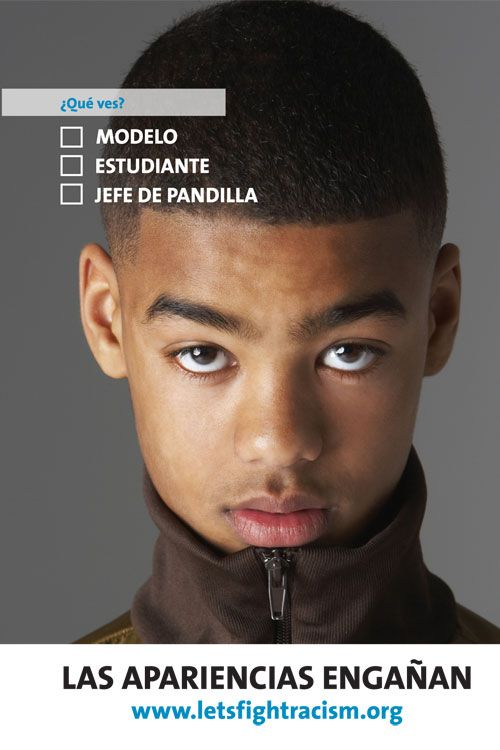 ¿Qué ves?
MODELO
ESTUDIANTE
JEFE DE PANDILLA
LAS APARIENCIAS ENGAÑAN
www.letsfightracism.org